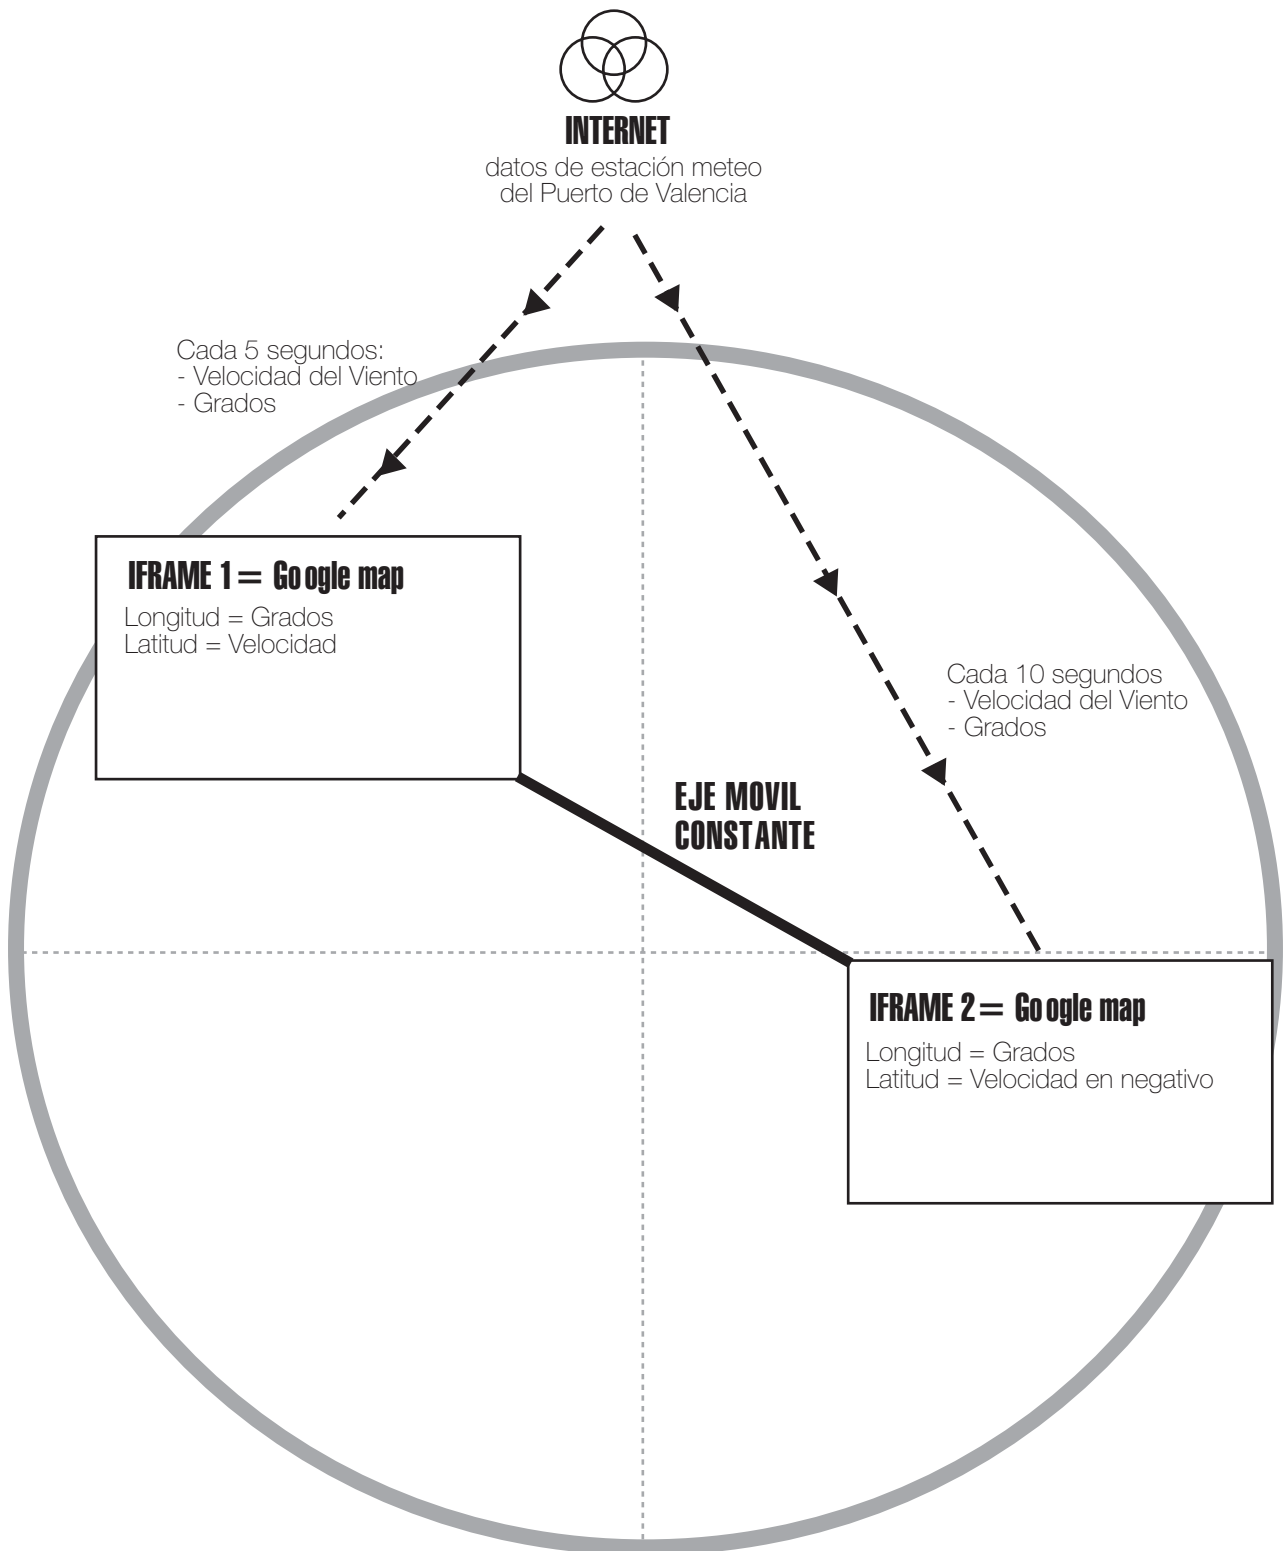 INTERNET
datos de estación meteo
del Puerto de Valencia
Cada 5 segundos:
- Velocidad del Viento
- Grados
IFRAME 1= Google map
Longitud = Grados
Latitud = Velocidad
Cada 10 segundos
- Velocidad del Viento
- Grados
EJE MOVIL
CONSTANTE
IFRAME 2= Google map
Longitud = Grados
Latitud = Velocidad en negativo